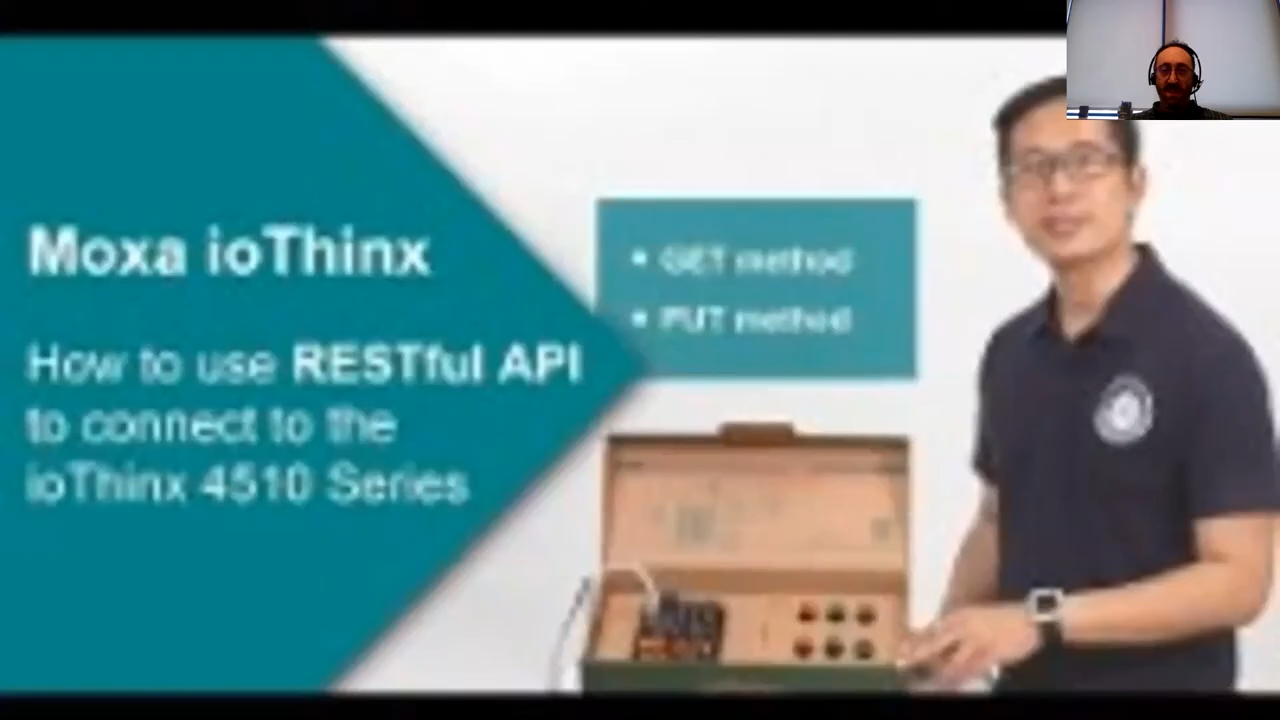 Moxa ioThinx
How to use RESTful API
to connect to the
ioThinx 4510 Series
• GET method
• PUT method